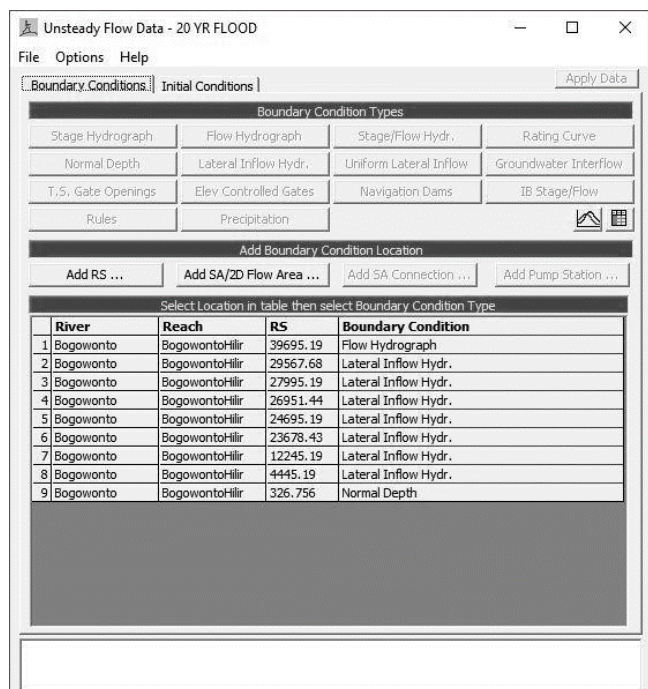 Unsteady Flow Data - 20 YR FLOOD
File Options Help
Boundary Conditions Initial Conditions Apply Data
Boundary Condition Types
Stage Hydrograph Flow Hydrograph Stage/Flow Hydr. Rating Curve
Normal Depth Lateral Inflow Hydr. Uniform Lateral Inflow Groundwater Interflow
T.S. Gate Openings Elev Controlled Gates Navigation Dams IB Stage/Flow
Rules Precipitation
Add Boundary Condition Location
Add RS ... Add SA/2D Flow Area ... Add SA Connection ... Add Pump Station ...
Select Location in table then select Boundary Condition Type
River Reach RS Boundary Condition
1 Bogowonto BogowontoHilir 39695.19 Flow Hydrograph
2 Bogowonto BogowontoHilir 29567.68 Lateral Inflow Hydr.
3 Bogowonto BogowontoHilir 27995.19 Lateral Inflow Hydr.
4 Bogowonto BogowontoHilir 26951.44 Lateral Inflow Hydr.
5 Bogowonto BogowontoHilir 24695.19 Lateral Inflow Hydr.
6 Bogowonto BogowontoHilir 23678.43 Lateral Inflow Hydr.
7 Bogowonto BogowontoHilir 12245.19 Lateral Inflow Hydr.
8 Bogowonto BogowontoHilir 4445.19 Lateral Inflow Hydr.
9 Bogowonto BogowontoHilir 326.756 Normal Depth